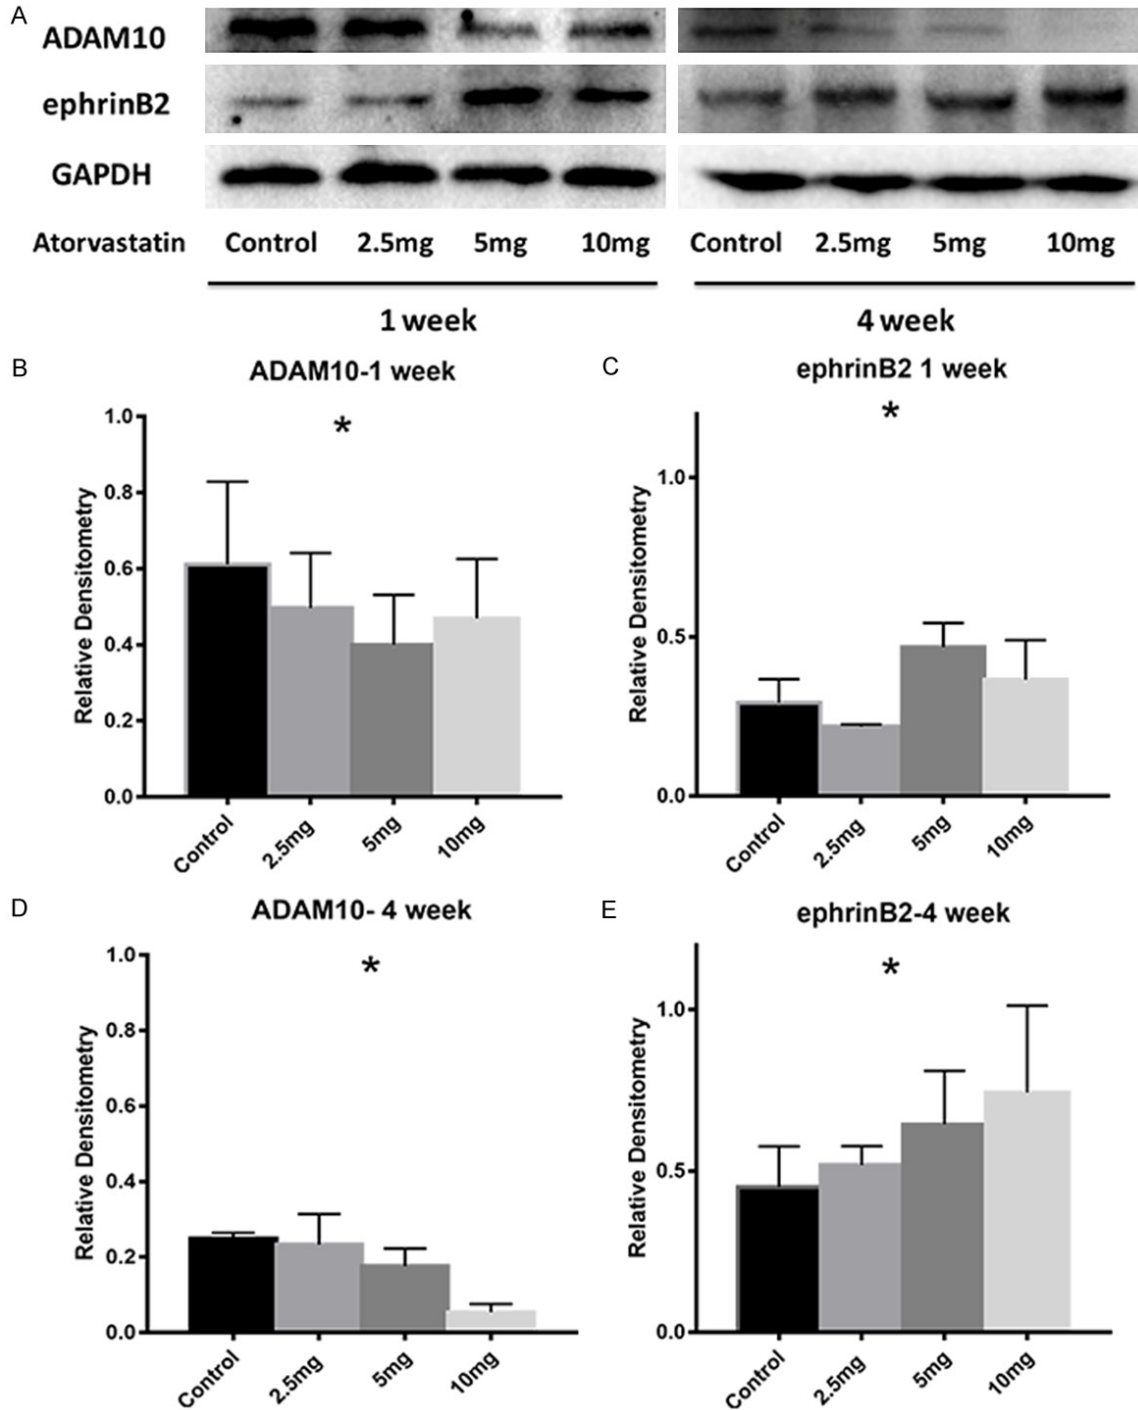 A
ADAM10
ephrinB2
GAPDH
Atorvastatin Control 2.5mg 5mg 10mg Control 2.5mg 5mg 10mg
1 week 4 week
B
ADAM10-1 week
*
Relative Densitometry
1.0
0.8
0.6
0.4
0.2
0.0
Control 2.5mg 5mg 10mg
C
ephrinB2 1 week
*
Relative Densitometry
1.0
0.5
0.0
Control 2.5mg 5mg 10mg
D
ADAM10- 4 week
*
Relative Densitometry
1.0
0.8
0.6
0.4
0.2
0.0
Control 2.5mg 5mg 10mg
E
ephrinB2-4 week
*
Relative Densitometry
1.0
0.5
0.0
Control 2.5mg 5mg 10mg